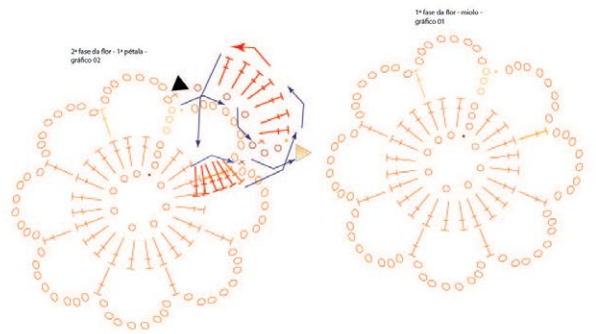 1ª fase da flor - miolo -
gráfico 01
2ª fase da flor - 1ª pétala -
gráfico 02